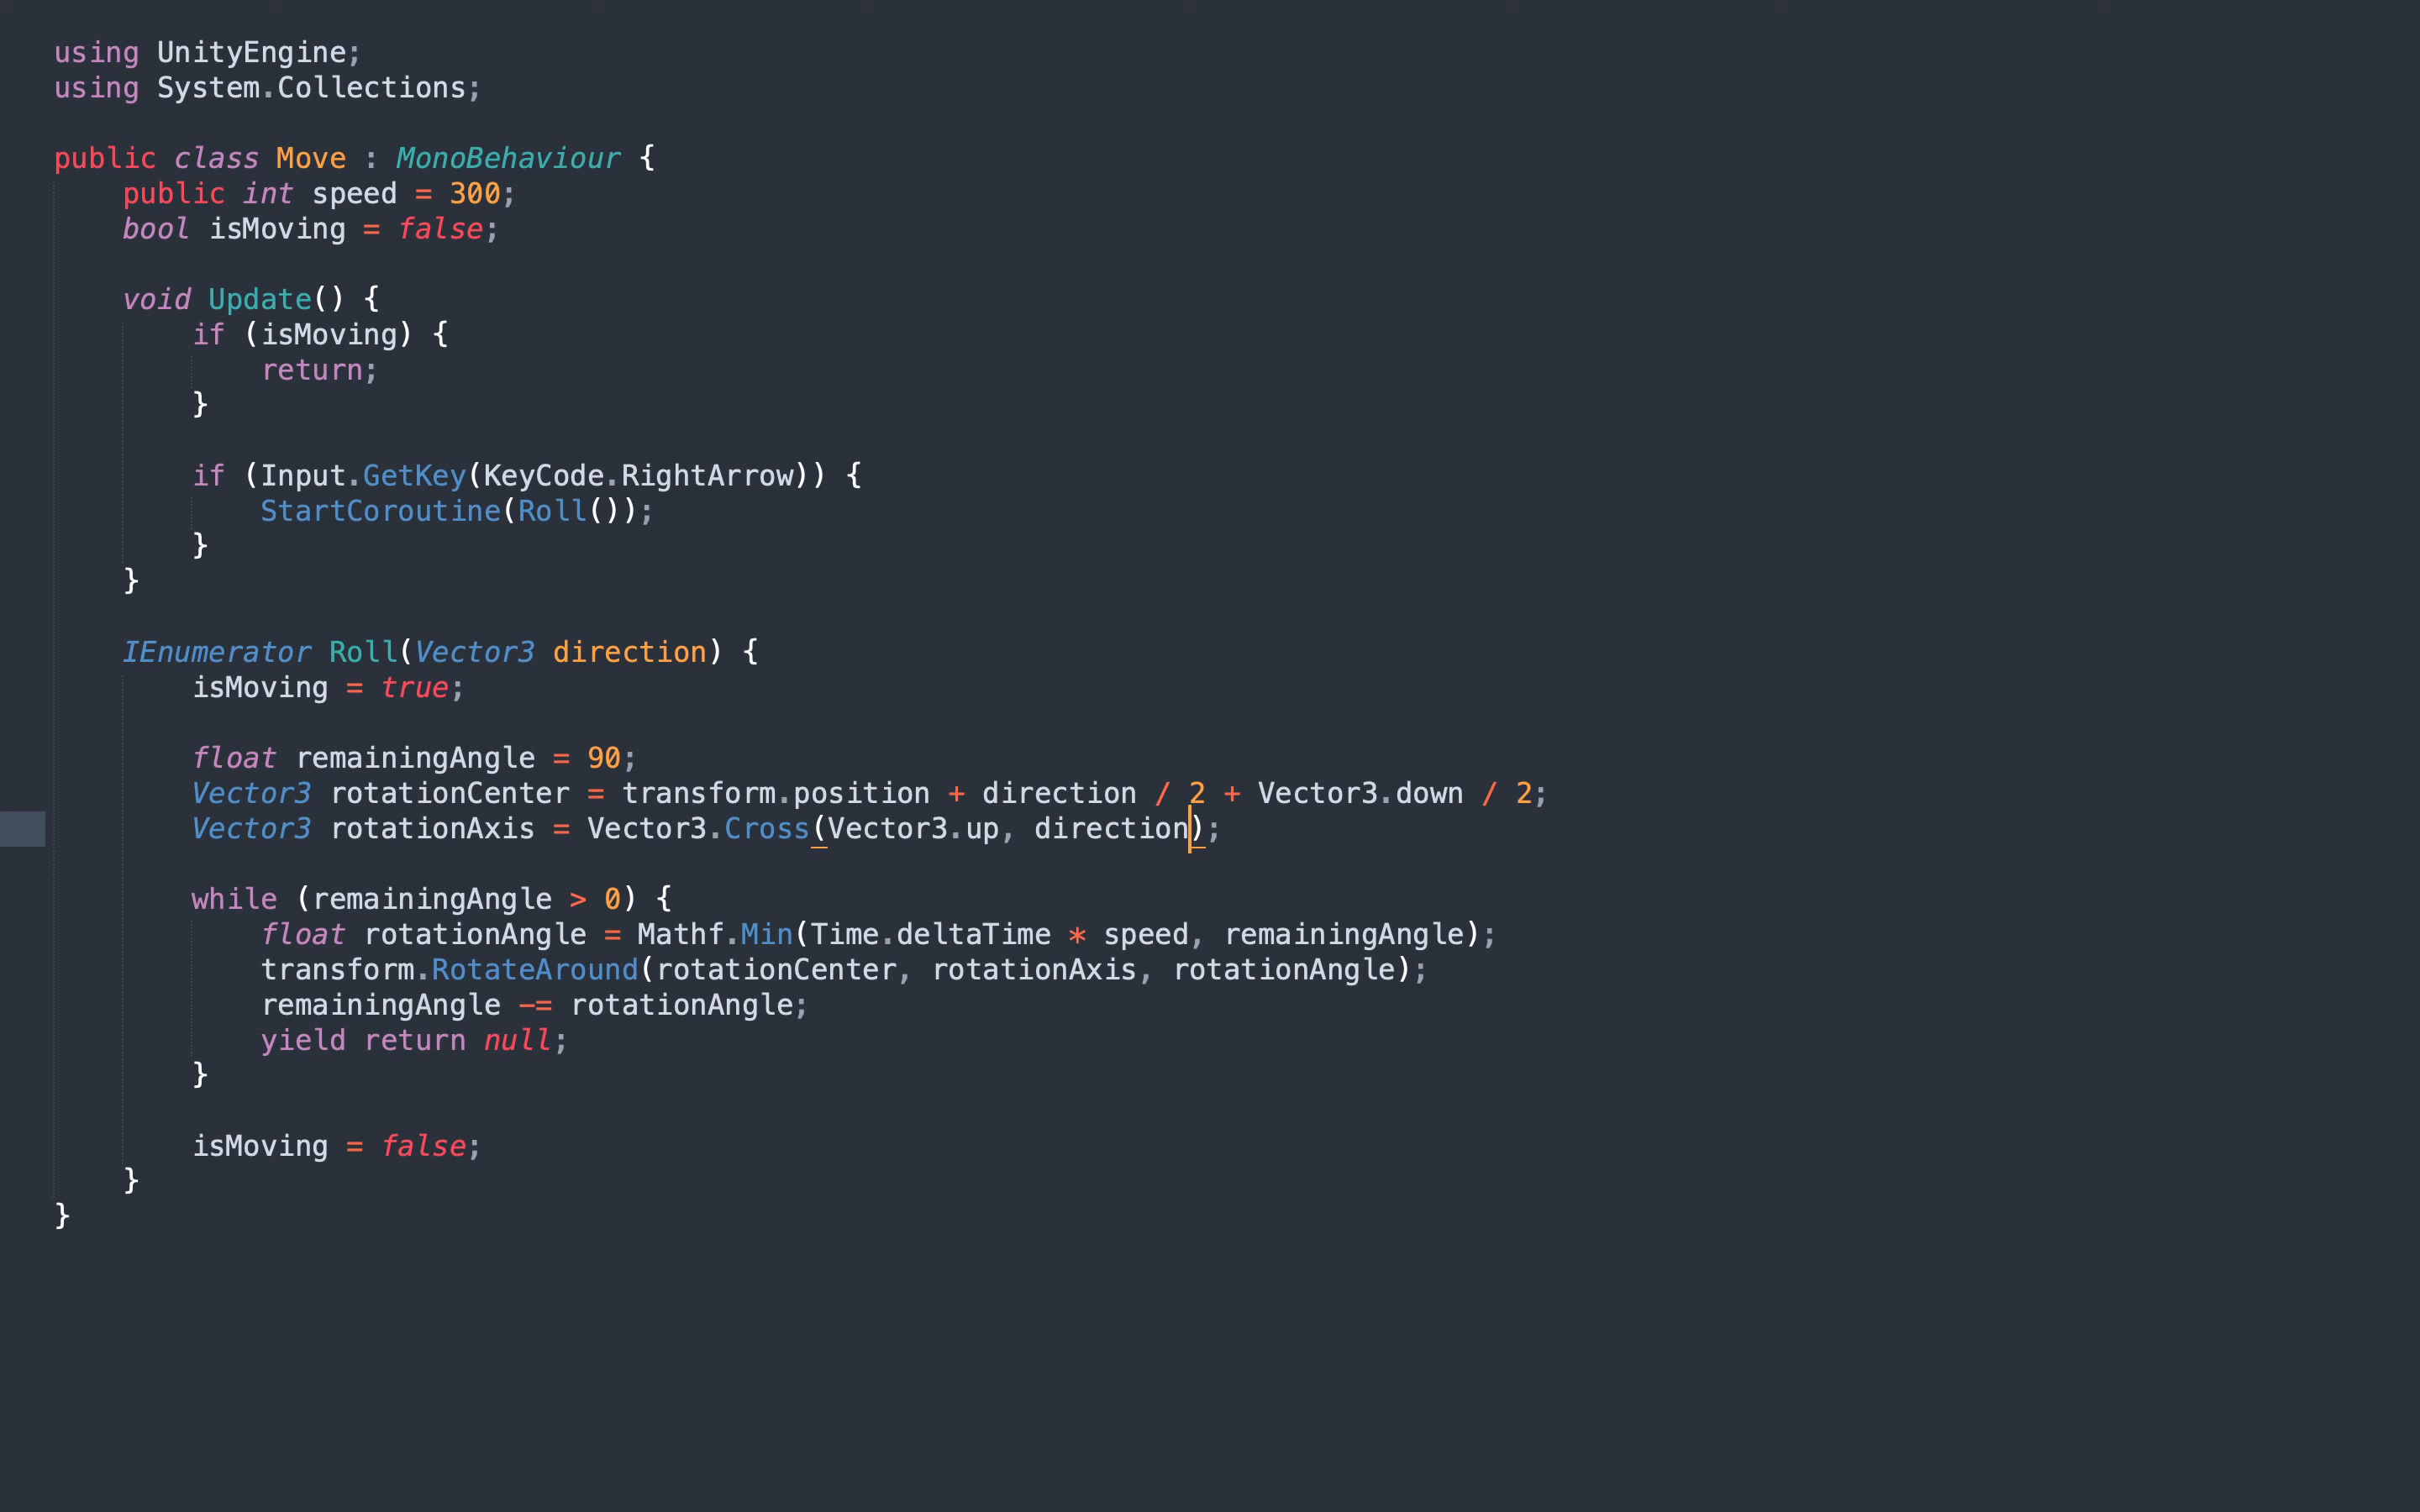 using UnityEngine;
using System.Collections;
public class Move : MonoBehaviour {
public int speed = 300;
bool isMoving = false;
void Update() {
if (isMoving) {
return;
}
if (Input.GetKey(KeyCode.RightArrow)) {
StartCoroutine(Roll());
}
}
IEnumerator Roll(Vector3 direction) {
isMoving = true;
float remainingAngle = 90;
Vector3 rotationCenter = transform.position + direction / 2 + Vector3.down / 2;
Vector3 rotationAxis = Vector3.Cross(Vector3.up, direction);
while (remainingAngle > 0) {
float rotationAngle = Mathf.Min(Time.deltaTime * speed, remainingAngle);
transform.RotateAround(rotationCenter, rotationAxis, rotationAngle);
remainingAngle -= rotationAngle;
yield return null;
}
isMoving = false;
}
}